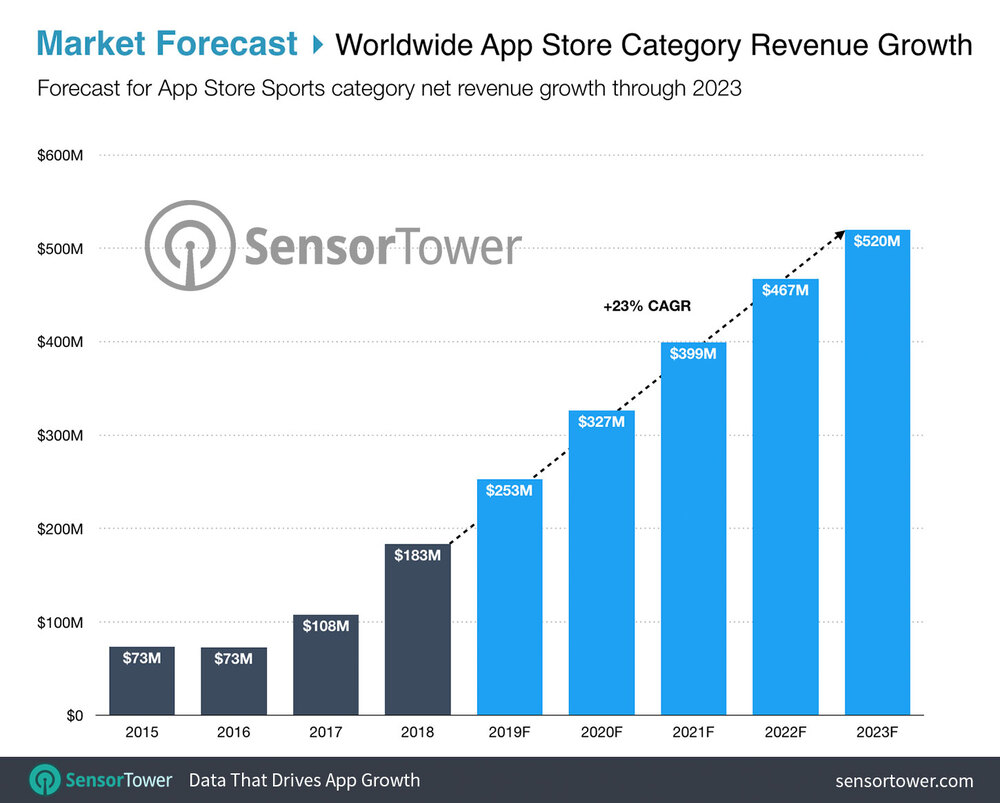 Market Forecast Worldwide App Store Category Revenue Growth
Forecast for App Store Sports category net revenue growth through 2023
$600M
SensorTower
$500M
$520M
$467M
+23% CAGR
$400M
$399M
$300M
$327M
$253M
$200M
$183M
$100M
$108M
$73M
$73M
$0
2015 2016 2017 2018 2019F 2020F 2021F 2022F 2023F
SensorTower Data That Drives App Growth sensortower.com